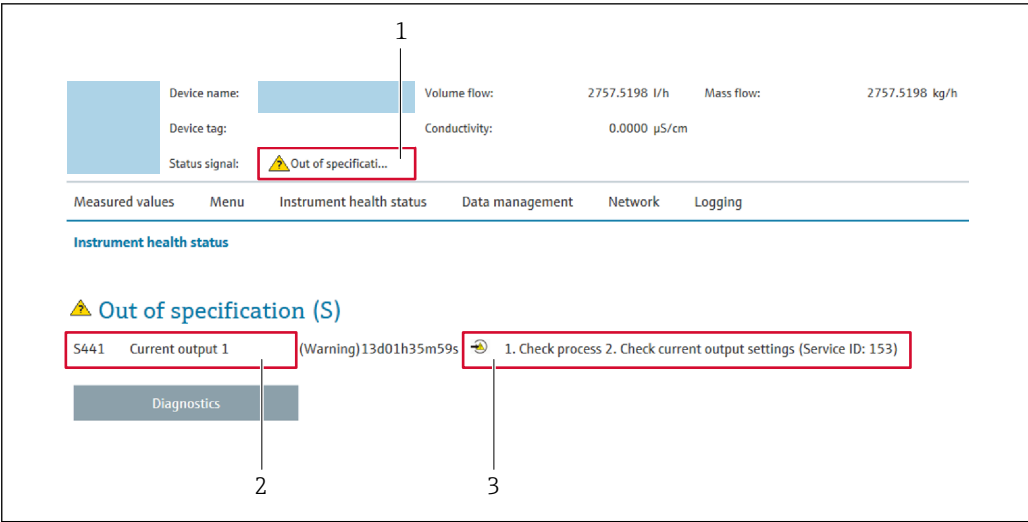 1
Device name: Volume flow: 2757.5198 l/h Mass flow: 2757.5198 kg/h
Device tag: Conductivity: 0.0000 µS/cm
Status signal: Out of specificati...
Measured values Menu Instrument health status Data management Network Logging
Instrument health status
Out of specification (S)
S441 Current output 1 (Warning)13d01h35m59s 1. Check process 2. Check current output settings (Service ID: 153)
Diagnostics
2 3